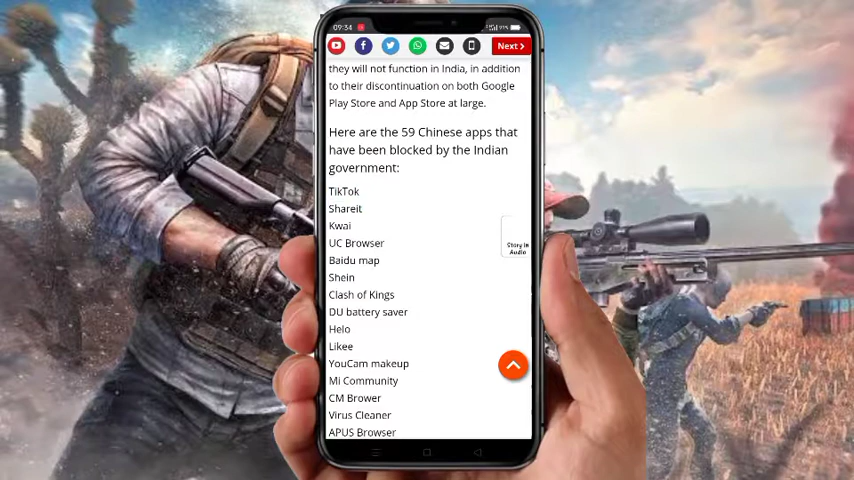 09:34
Next
they will not function in India, in addition
to their discontinuation on both Google
Play Store and App Store at large.
Here are the 59 Chinese apps that
have been blocked by the Indian
government:
TikTok
Shareit
Kwai
UC Browser
Baidu map
Shein
Clash of Kings
DU battery saver
Helo
Likee
YouCam makeup
Mi Community
CM Brower
Virus Cleaner
APUS Browser
Story in
Audio